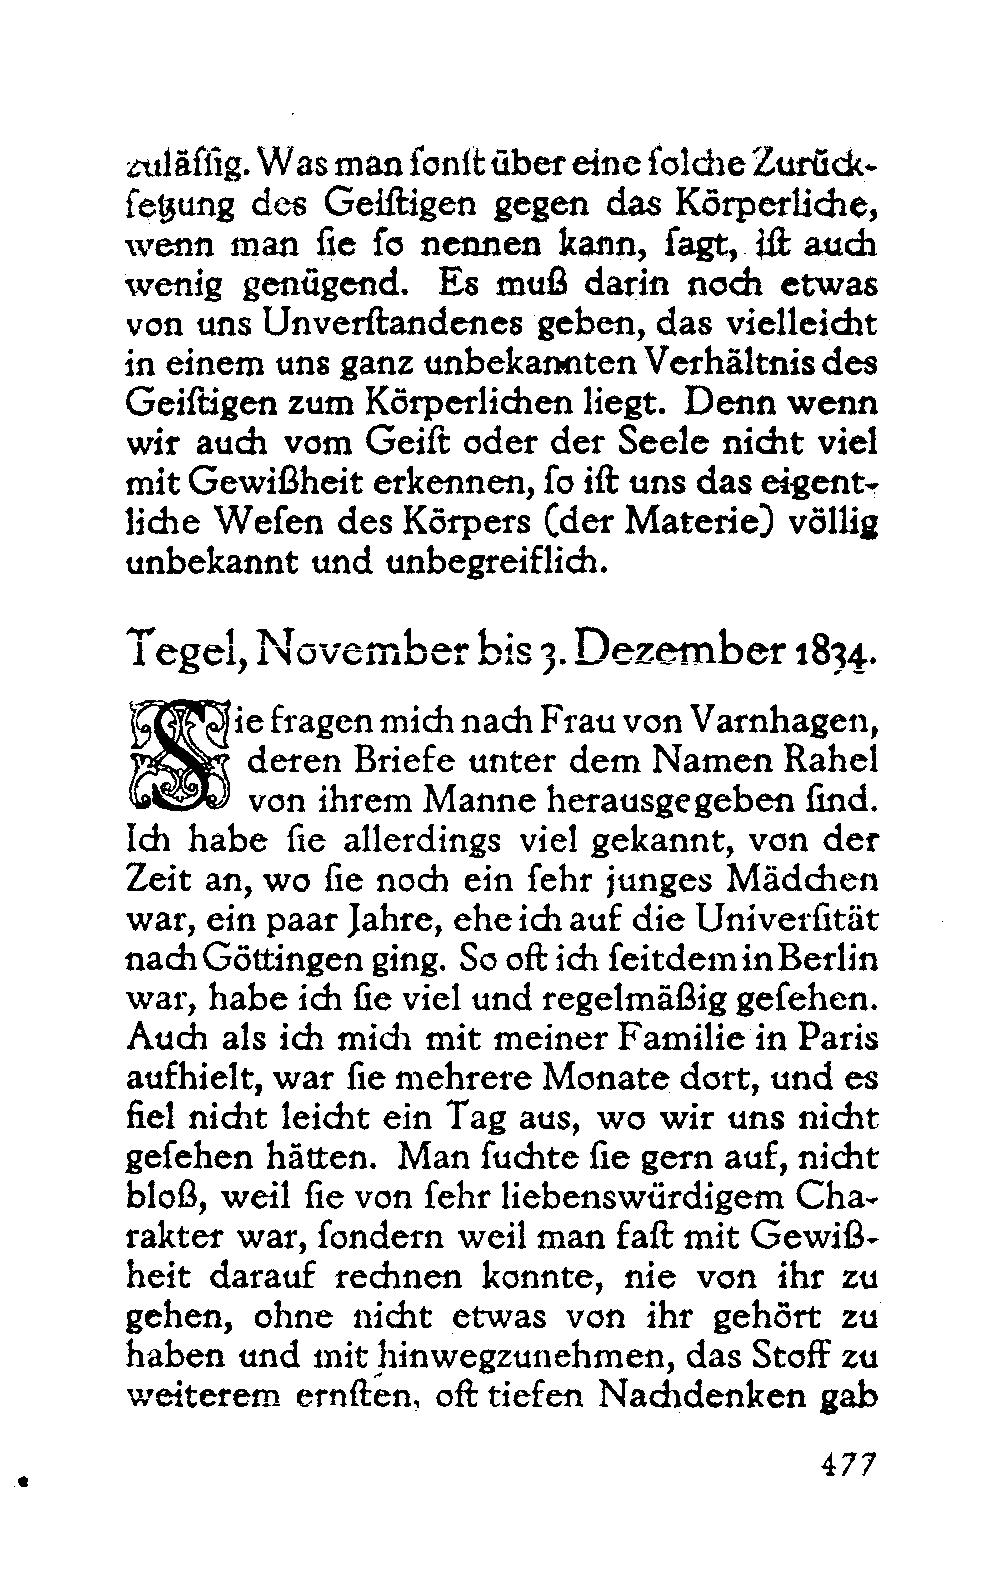 zuläſſig. Was man ſonſt über eine ſolche Zurück-
ſetzung des Geiſtigen gegen das Körperliche,
wenn man ſie ſo nennen kann, ſagt, iſt auch
wenig genügend. Es muß darin noch etwas
von uns Unverſtandenes geben, das vielleicht
in einem uns ganz unbekannten Verhältnis des
Geiſtigen zum Körperlichen liegt. Denn wenn
wir auch vom Geiſt oder der Seele nicht viel
mit Gewißheit erkennen, ſo iſt uns das eigent-
liche Weſen des Körpers (der Materie) völlig
unbekannt und unbegreiflich.
Tegel, November bis 3. Dezember 1834.
Sie fragen mich nach Frau von Varnhagen,
deren Briefe unter dem Namen Rahel
von ihrem Manne herausgegeben ſind.
Ich habe ſie allerdings viel gekannt, von der
Zeit an, wo ſie noch ein ſehr junges Mädchen
war, ein paar Jahre, ehe ich auf die Univerſität
nach Göttingen ging. So oft ich ſeitdem in Berlin
war, habe ich ſie viel und regelmäßig geſehen.
Auch als ich mich mit meiner Familie in Paris
aufhielt, war ſie mehrere Monate dort, und es
fiel nicht leicht ein Tag aus, wo wir uns nicht
geſehen hätten. Man ſuchte ſie gern auf, nicht
bloß, weil ſie von ſehr liebenswürdigem Cha-
rakter war, ſondern weil man faſt mit Gewiß-
heit darauf rechnen konnte, nie von ihr zu
gehen, ohne nicht etwas von ihr gehört zu
haben und mit hinwegzunehmen, das Stoff zu
weiterem ernſten, oft tiefen Nachdenken gab
477